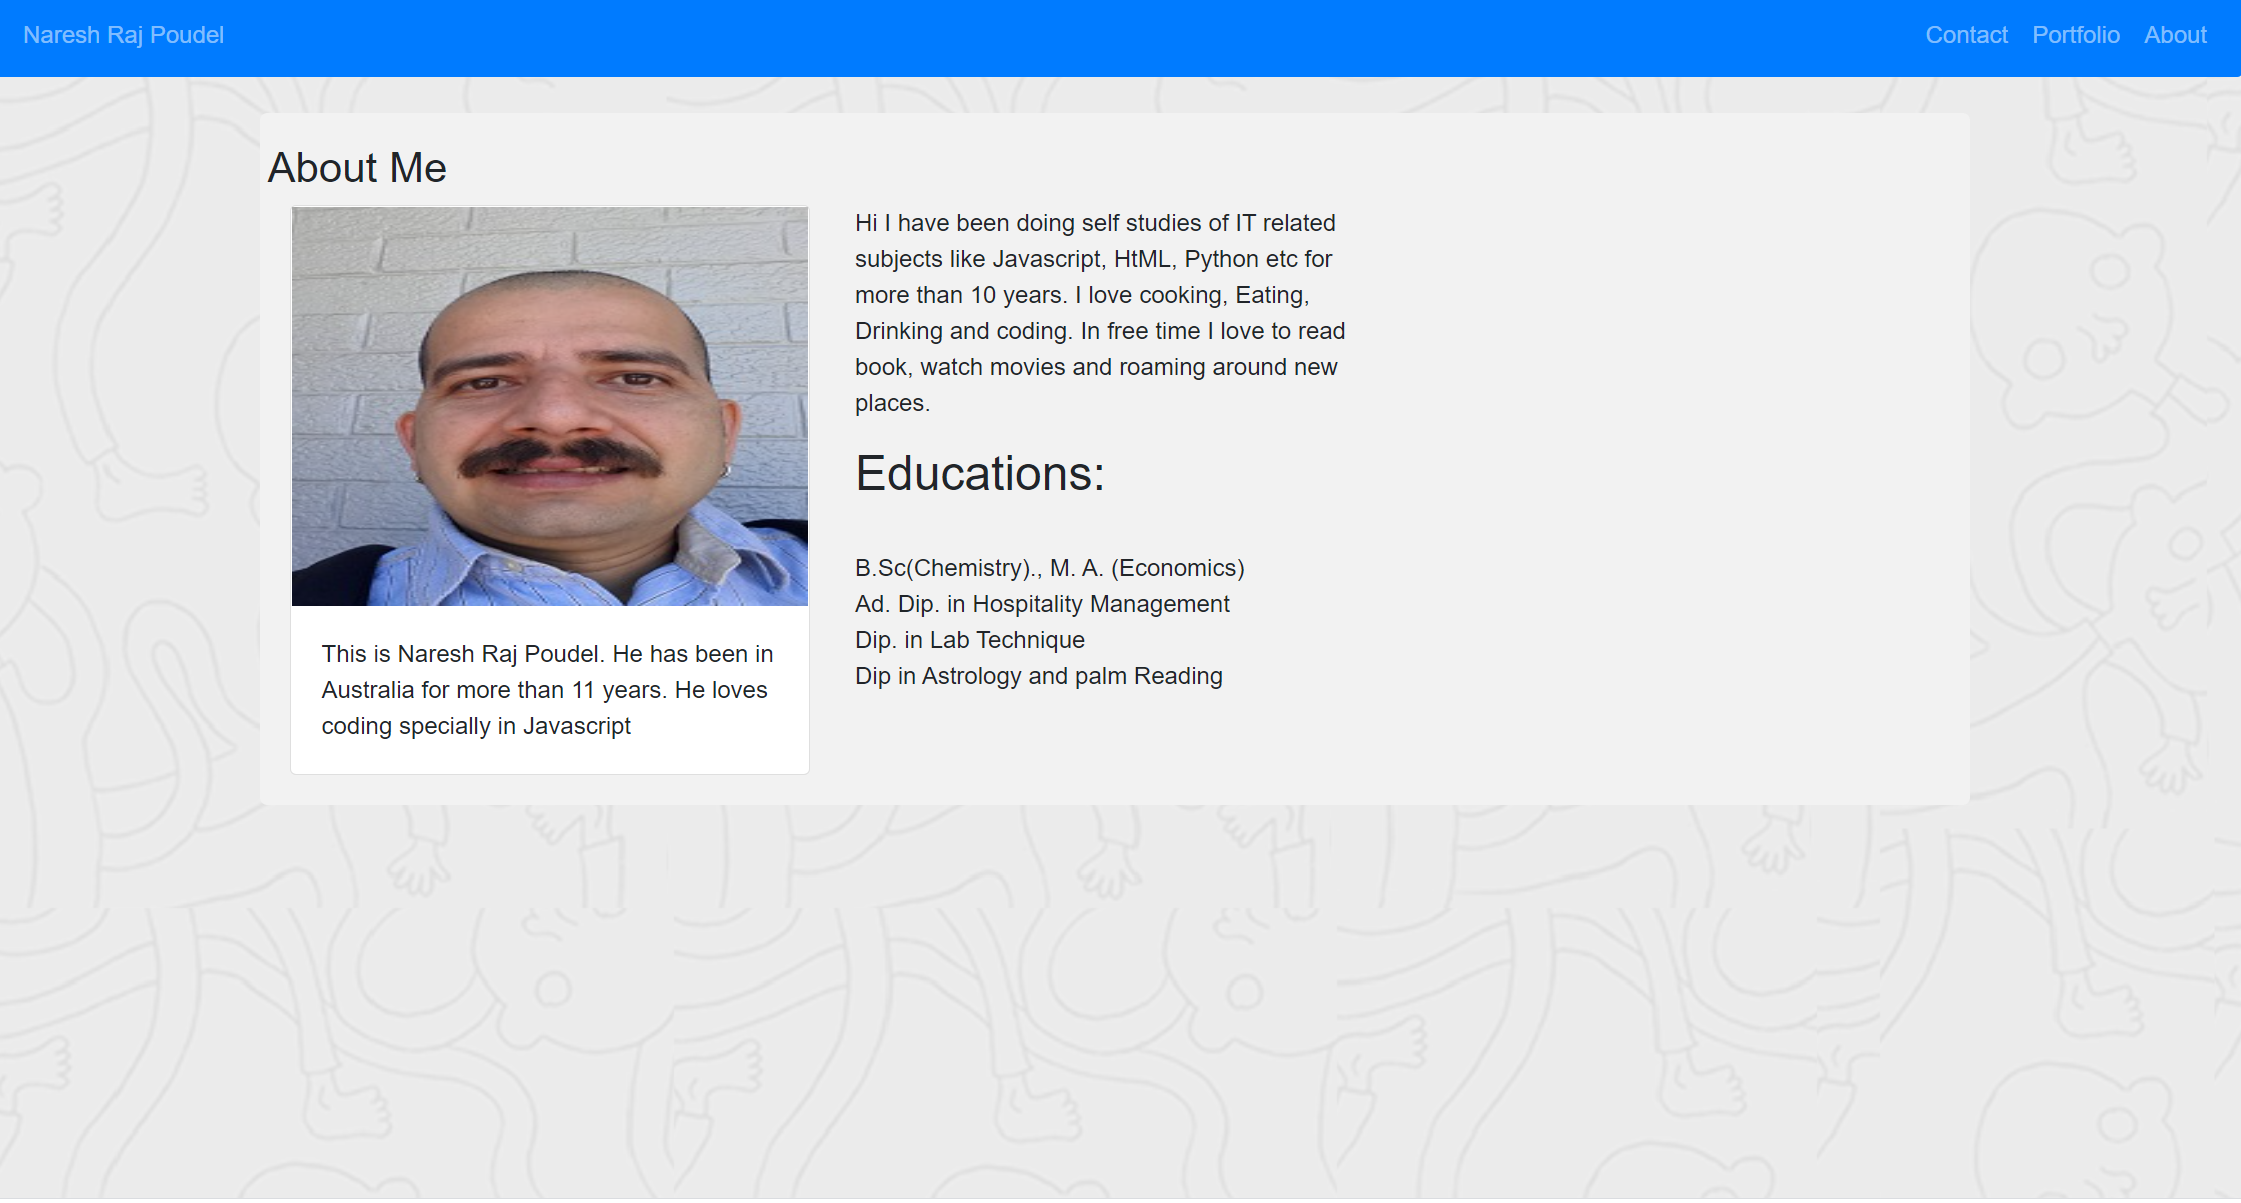 Naresh Raj Poudel
Contact Portfolio About
About Me
This is Naresh Raj Poudel. He has been in
Australia for more than 11 years. He loves
coding specially in Javascript
Hi I have been doing self studies of IT related
subjects like Javascript, HtML, Python etc for
more than 10 years. I love cooking, Eating,
Drinking and coding. In free time I love to read
book, watch movies and roaming around new
places.
Educations:
B.Sc(Chemistry)., M. A. (Economics)
Ad. Dip. in Hospitality Management
Dip. in Lab Technique
Dip in Astrology and palm Reading